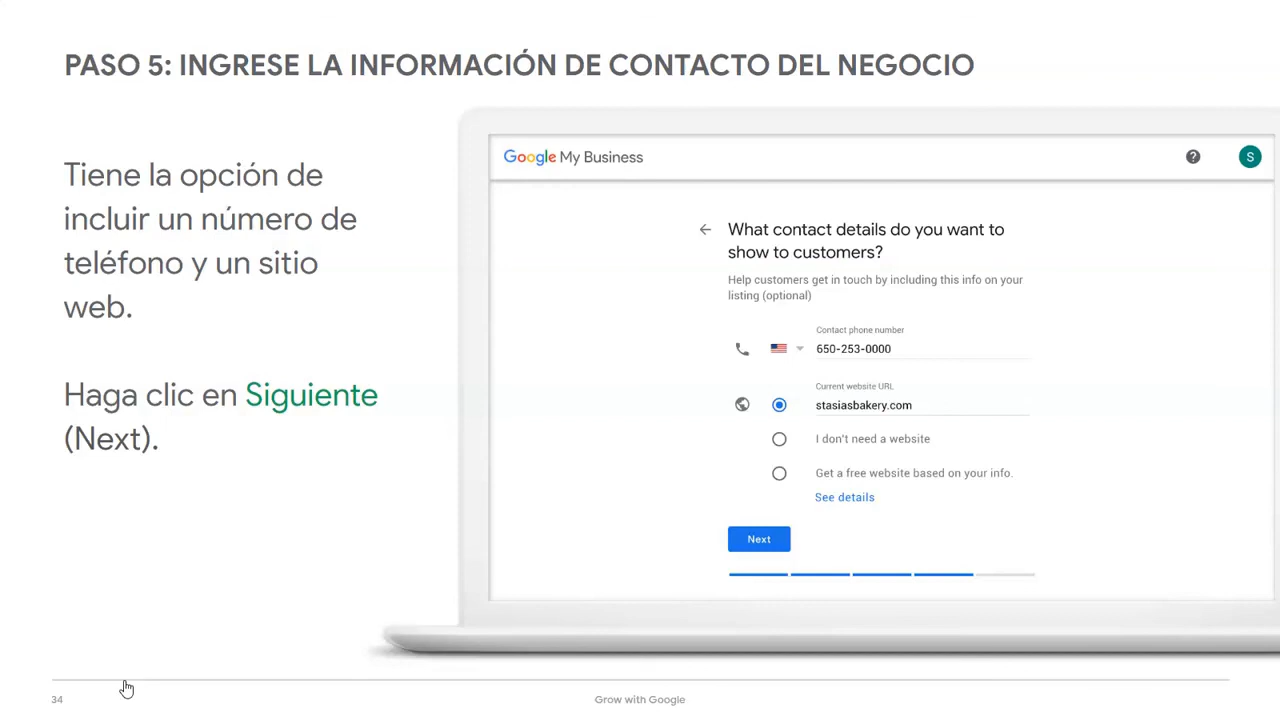 PASO 5: INGRESE LA INFORMACIÓN DE CONTACTO DEL NEGOCIO
Tiene la opción de
incluir un número de
teléfono y un sitio
web.
Haga clic en Siguiente
(Next).
Google My Business
S
What contact details do you want to
show to customers?
Help customers get in touch by including this info on your
listing (optional)
Contact phone number
650-253-0000
Current website URL
stasiasbakery.com
I don't need a website
Get a free website based on your info.
See details
Next
34
Grow with Google